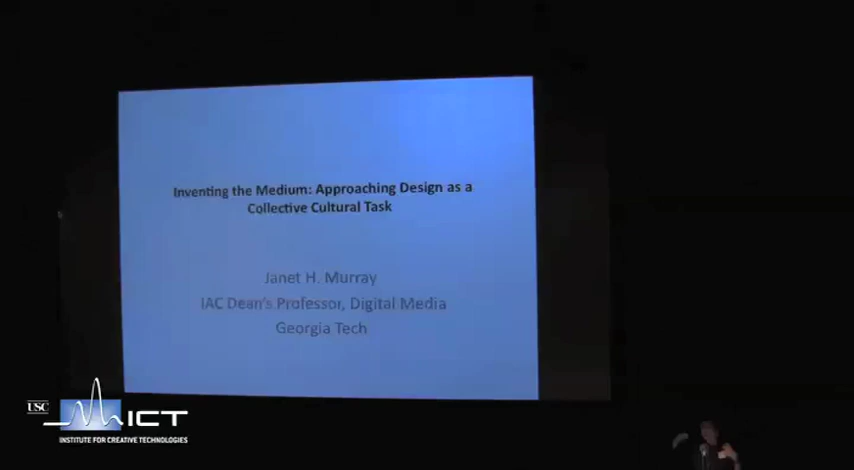 Inventing the Medium: Approaching Design as a
Collective Cultural Task
Janet H. Murray
IAC Dean's Professor, Digital Media
Georgia Tech
USC
ICT
INSTITUTE FOR CREATIVE TECHNOLOGIES